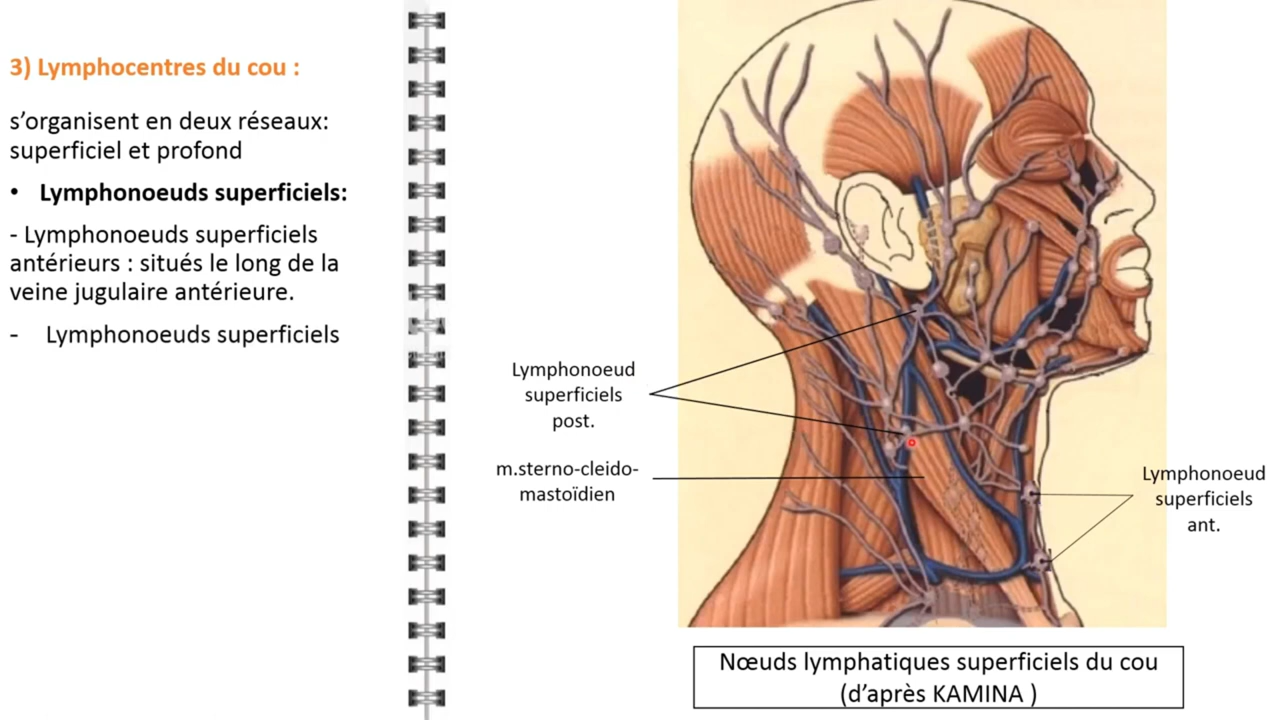 3) Lymphocentres du cou :
s’organisent en deux réseaux:
superficiel et profond
• Lymphonoeuds superficiels:
- Lymphonoeuds superficiels
antérieurs : situés le long de la
veine jugulaire antérieure.
- Lymphonoeuds superficiels
Lymphonoeud
superficiels
post.
m.sterno-cleido-
mastoïdien
Lymphonoeud
superficiels
ant.
Nœuds lymphatiques superficiels du cou
(d’après KAMINA )